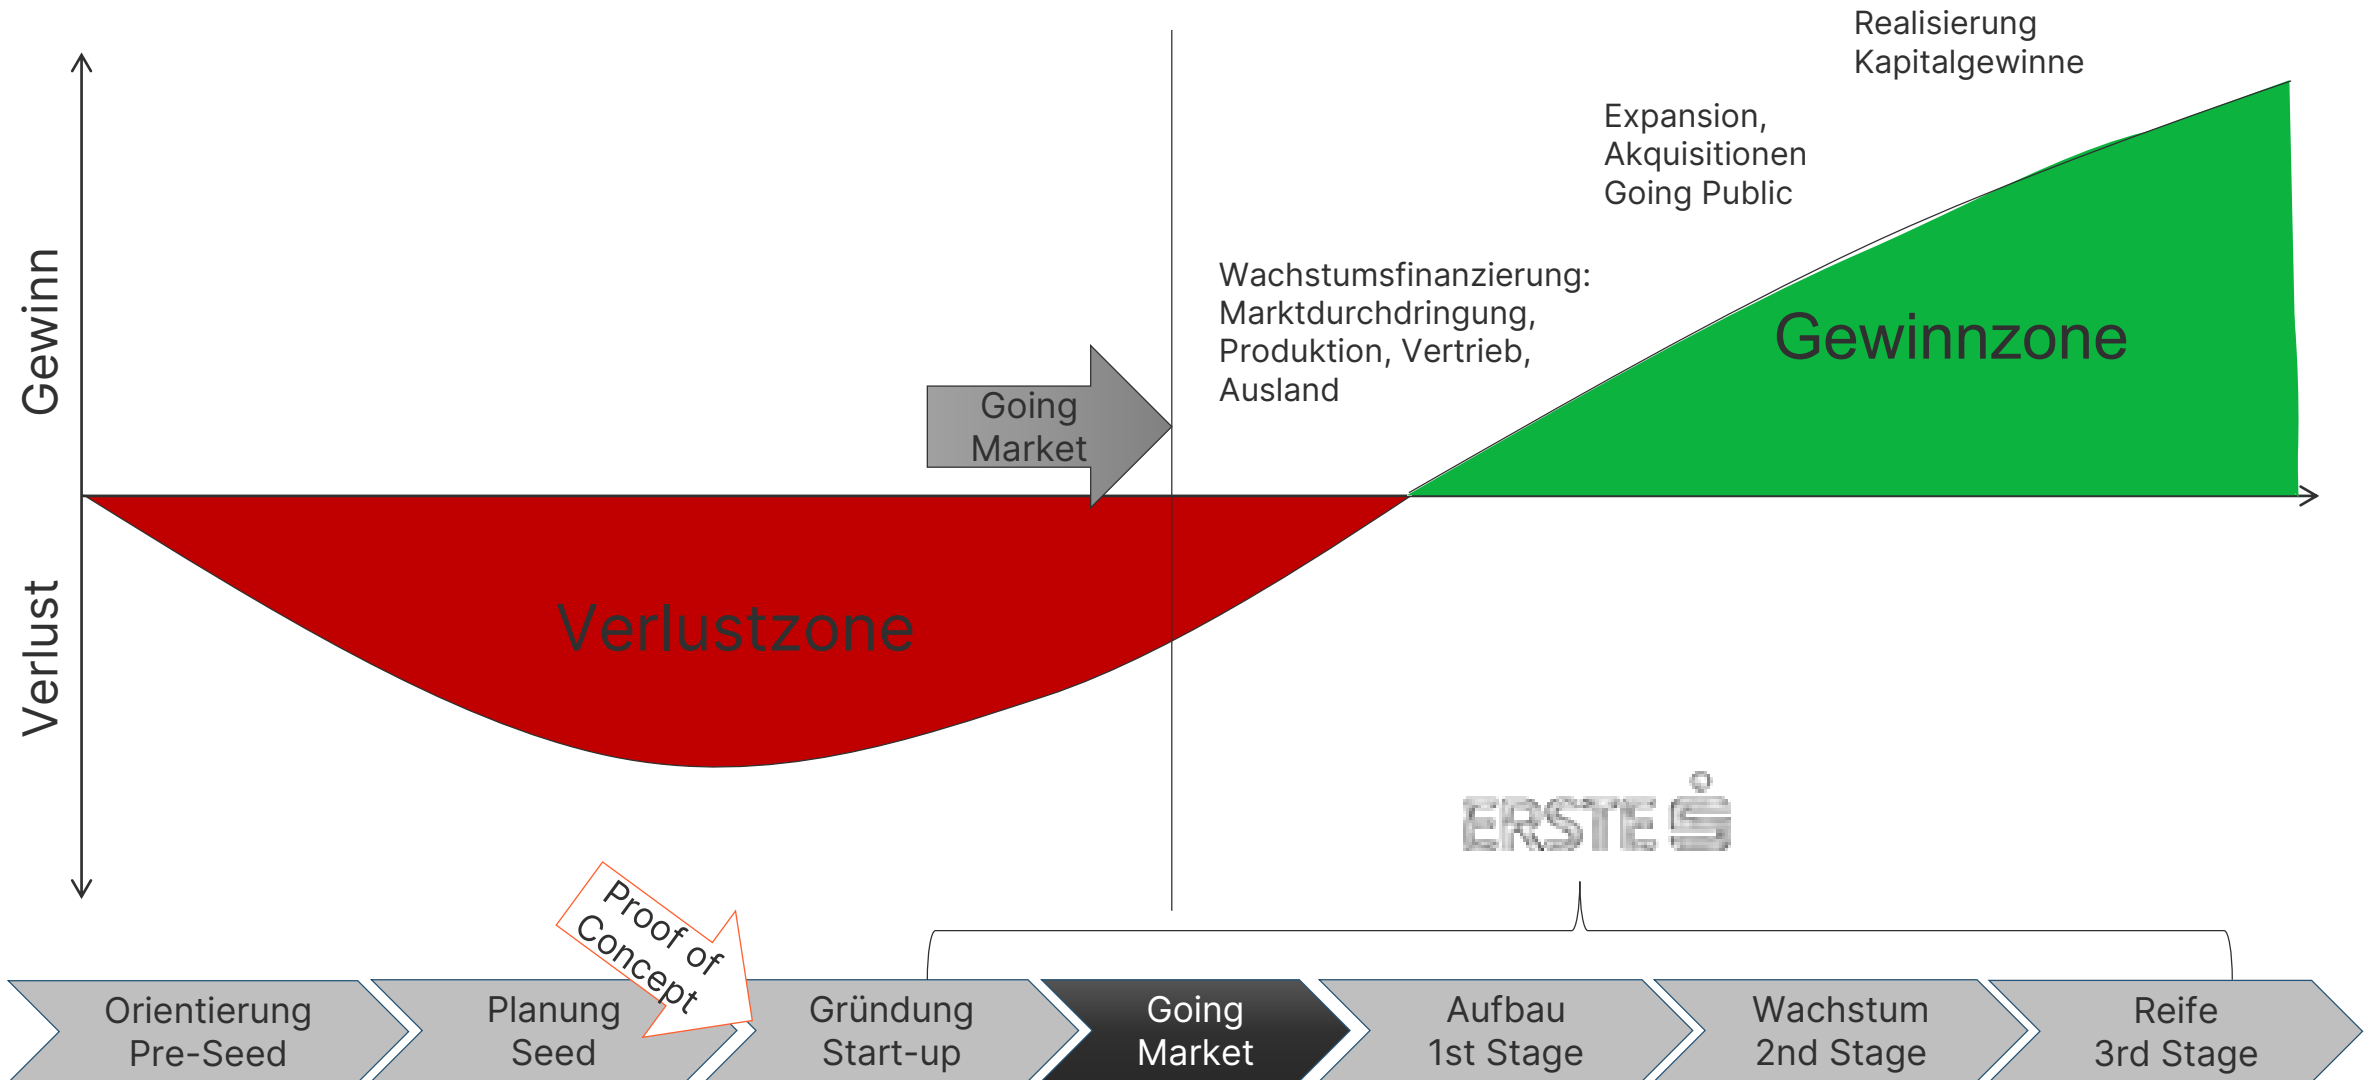 Realisierung
Kapitalgewinne
Expansion,
Akquisitionen
Going Public
Wachstumsfinanzierung:
Marktdurchdringung,
Produktion, Vertrieb,
Ausland
Gewinn
Gewinnzone
Going
Market
Verlust
Verlustzone
ERSTE
Proof of
Concept
Orientierung
Pre-Seed
Planung
Seed
Gründung
Start-up
Going
Market
Aufbau
1st Stage
Wachstum
2nd Stage
Reife
3rd Stage